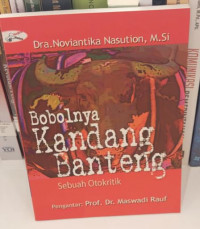 Dra.Noviantika Nasution, M.Si
Bobolnya
Kandang
Banteng
Sebuah Otokritik
Pengantar: Prof. Dr. Maswadi Rauf